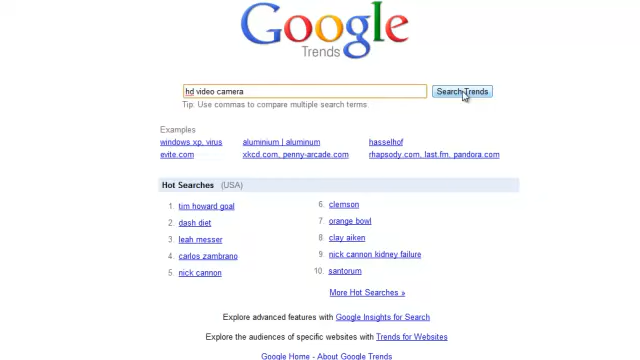 Google
Trends
hd video camera
Search Trends
Tip: Use commas to compare multiple search terms.
Examples
windows xp, virus
aluminium | aluminum
hasselhof
evite.com
xkcd.com, penny-arcade.com
rhapsody.com, last.fm, pandora.com
Hot Searches (USA)
1. tim howard goal
2. dash diet
3. leah messer
4. carlos zambrano
5. nick cannon
6. clemson
7. orange bowl
8. clay aiken
9. nick cannon kidney failure
10. santorum
More Hot Searches »
Explore advanced features with Google Insights for Search
Explore the audiences of specific websites with Trends for Websites
Google Home - About Google Trends